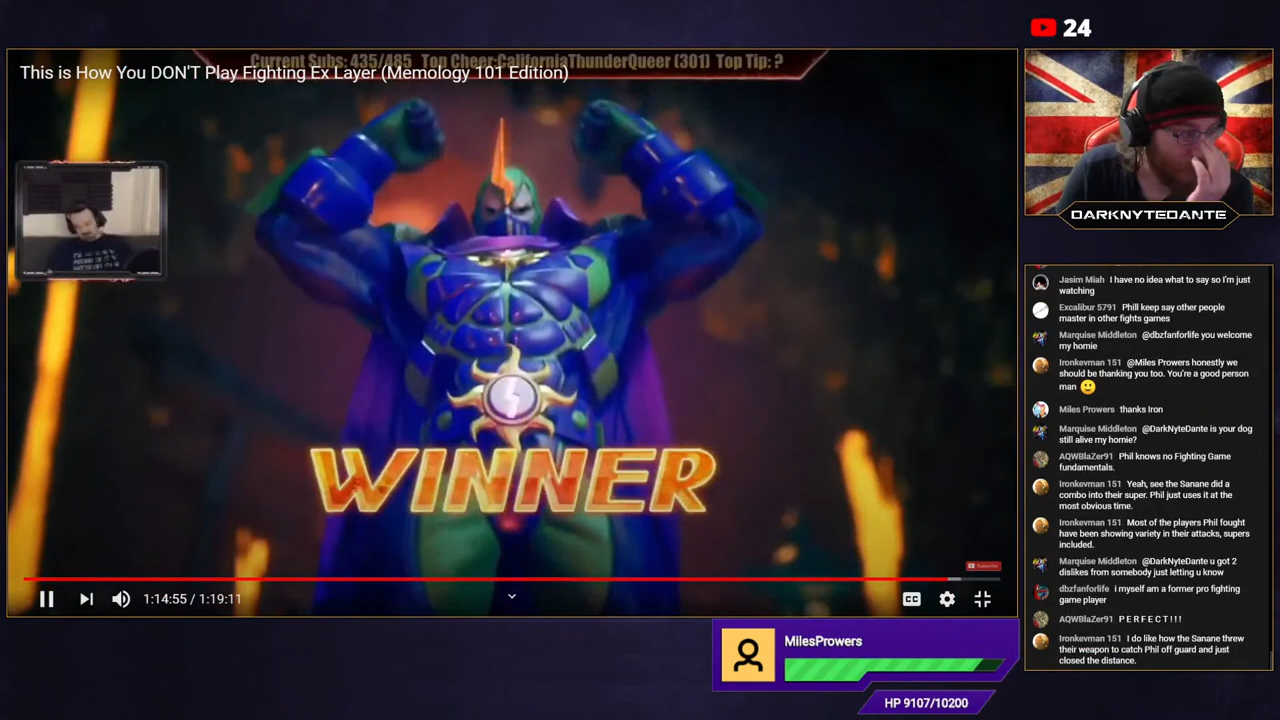 24
Current Subs: 435/485 Top Cheer:CaliforniaThunderQueer (301) Top Tip: ?
This is How You DON'T Play Fighting Ex Layer (Memology 101 Edition)
DARKNYTEDANTE
Jasim Miah I have no idea what to say so I'm just
watching
Excalibur 5791 Phill keep say other people
master in other fights games
Marquise Middleton @dbzfanforlife you welcome
my homie
Ironkevman 151 @Miles Prowers honestly we
should be thanking you too. You're a good person
man
Miles Prowers thanks Iron
Marquise Middleton @DarkNyteDante is your dog
still alive my homie?
AQWBlaZer91 Phil knows no Fighting Game
fundamentals.
Ironkevman 151 Yeah, see the Sanane did a
combo into their super. Phil just uses it at the
most obvious time.
Ironkevman 151 Most of the players Phil fought
have been showing variety in their attacks, supers
included.
Marquise Middleton @DarkNyteDante u got 2
dislikes from somebody just letting u know
dbzfanforlife i myself am a former pro fighting
game player
AQWBlaZer91 P E R F E C T ! ! !
Ironkevman 151 I do like how the Sanane threw
their weapon to catch Phil off guard and just
closed the distance.
WINNER
Subscribe
1:14:55 / 1:19:11
CC
MilesProwers
HP 9107/10200